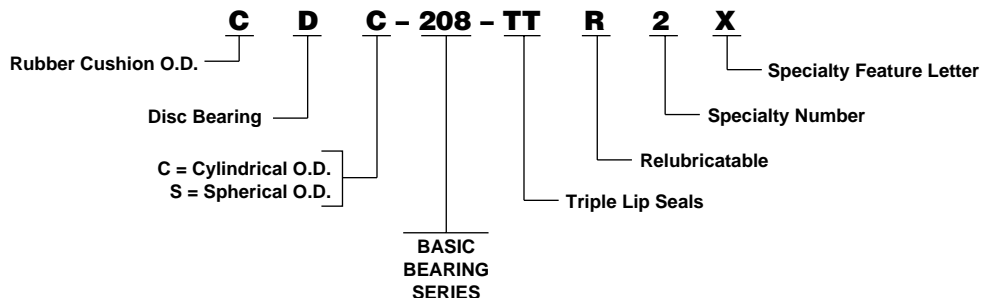 C D C – 208 – TT R 2 X
Rubber Cushion O.D.
Specialty Feature Letter
Disc Bearing
Specialty Number
C = Cylindrical O.D.
S = Spherical O.D.
Relubricatable
Triple Lip Seals
BASIC
BEARING
SERIES